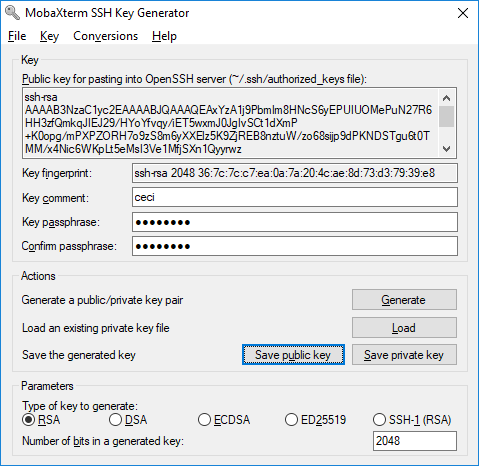 MobaXterm SSH Key Generator
File Key Conversions Help
Key
Public key for pasting into OpenSSH server (~/.ssh/authorized_keys file):
ssh-rsa
AAAAB3NzaC1yc2EAAAABJQAAAQEAxYzA1j9Pbmlm8HNcS6yEPUIUOMePuN27R6
HH3zfQmkqJIEJ29/HYoYfvqy/iET5wxmJ0JgIvSCt1dXmP
+K0opg/mPXPZORH7o9zS8m6yXXElz5K9ZjREB8nztuW/zo68sijp9dPKNDSTgu6t0T
MM/x4Nic6WKpLt5eMsI3Ve1MfjSXn1Qyyrwz
Key fingerprint: ssh-rsa 2048 36:7c:7c:c7:ea:0a:7a:20:4c:ae:8d:73:d3:79:39:e8
Key comment: ceci
Key passphrase: ●●●●●●●●
Confirm passphrase: ●●●●●●●●
Actions
Generate a public/private key pair Generate
Load an existing private key file Load
Save the generated key Save public key Save private key
Parameters
Type of key to generate:
RSA DSA ECDSA ED25519 SSH-1 (RSA)
Number of bits in a generated key: 2048